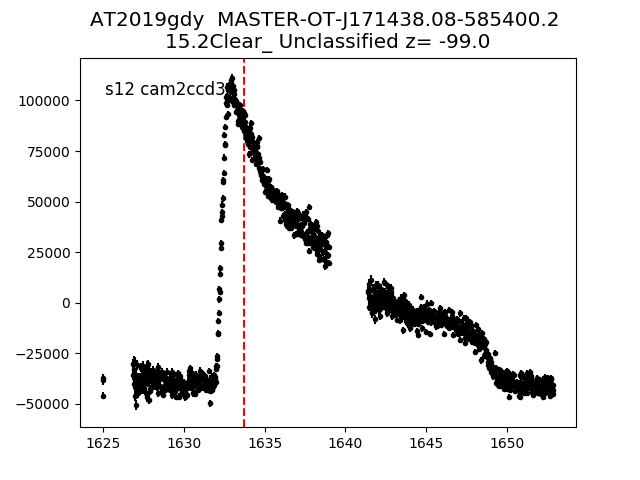 AT2019gdy  MASTER-OT-J171438.08-585400.2
15.2Clear_ Unclassified z= -99.0
s12 cam2ccd3
100000
75000
50000
25000
0
−25000
−50000
1625 1630 1635 1640 1645 1650